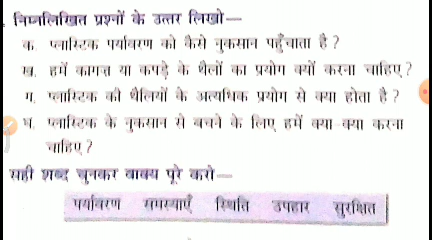 निम्नलिखित प्रश्नों के उत्तर लिखो—
क. प्लास्टिक पर्यावरण को कैसे नुकसान पहुँचाता है ?
ख. हमें कागज़ या कपड़े के थैलों का प्रयोग क्यों करना चाहिए ?
ग. प्लास्टिक की थैलियों के अत्यधिक प्रयोग से क्या होता है ?
घ. प्लास्टिक के नुकसान से बचने के लिए हमें क्या-क्या करना
चाहिए ?
सही शब्द चुनकर वाक्य पूरे करो—
पर्यावरण समस्याएँ स्थिति उपहार सुरक्षित